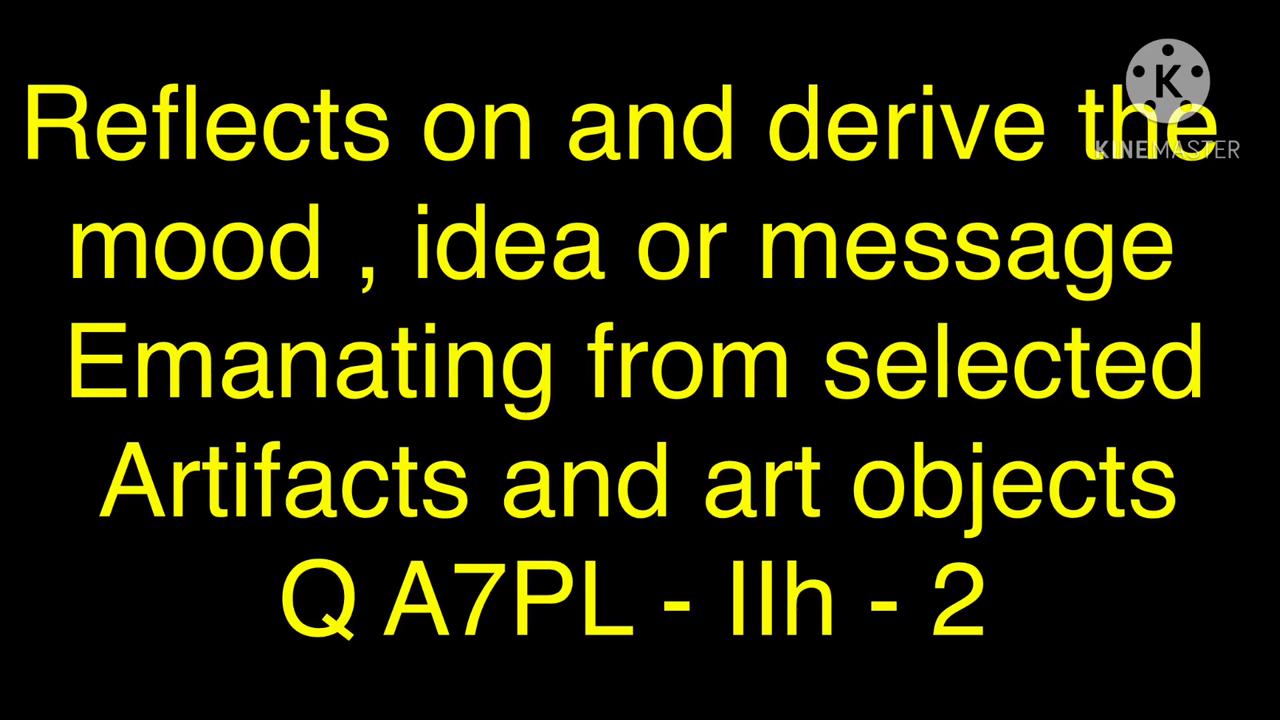 Reflects on and derive the
mood , idea or message
Emanating from selected
Artifacts and art objects
Q A7PL - IIh - 2
K
KINEMASTER